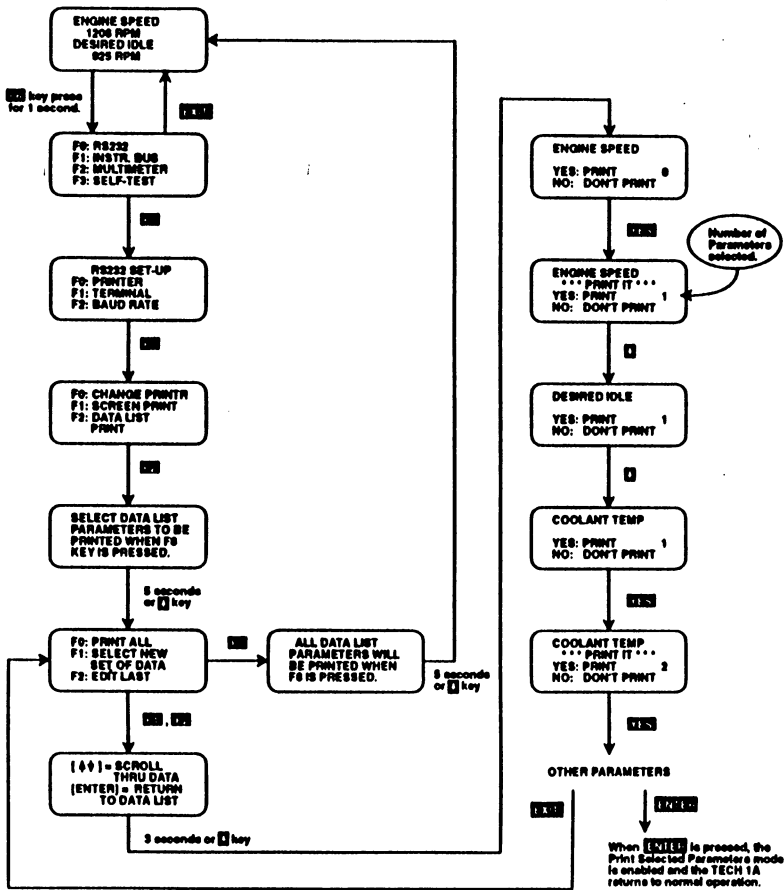 ENGINE SPEED
1206 RPM
DESIRED IDLE
825 RPM
key press
for 1 second.
EXIT
F0: RS232
F1: INSTR. BUS
F2: MULTIMETER
F3: SELF-TEST
RS232 SET-UP
F0: PRINTER
F1: TERMINAL
F2: BAUD RATE
F0: CHANGE PRINTR
F1: SCREEN PRINT
F2: DATA LIST
PRINT
SELECT DATA LIST
PARAMETERS TO BE
PRINTED WHEN F8
KEY IS PRESSED.
5 seconds
or key
F0: PRINT ALL
F1: SELECT NEW
SET OF DATA
F2: EDIT LAST
ALL DATA LIST
PARAMETERS WILL
BE PRINTED WHEN
IS PRESSED.
5 seconds
or key
[ ] = SCROLL
THRU DATA
[ENTER] = RETURN
TO DATA LIST
3 seconds or key
ENGINE SPEED
YES: PRINT 0
NO: DON'T PRINT
YES
Number of
Parameters
selected.
ENGINE SPEED
* * * PRINT IT * * *
YES: PRINT 1
NO: DON'T PRINT
DESIRED IDLE
YES: PRINT 1
NO: DON'T PRINT
COOLANT TEMP
YES: PRINT 1
NO: DON'T PRINT
YES
COOLANT TEMP
* * * PRINT IT * * *
YES: PRINT 2
NO: DON'T PRINT
YES
OTHER PARAMETERS
EXIT
ENTER
When ENTER is pressed, the
Print Selected Parameters mode
is enabled and the TECH 1A
returns to normal operation.